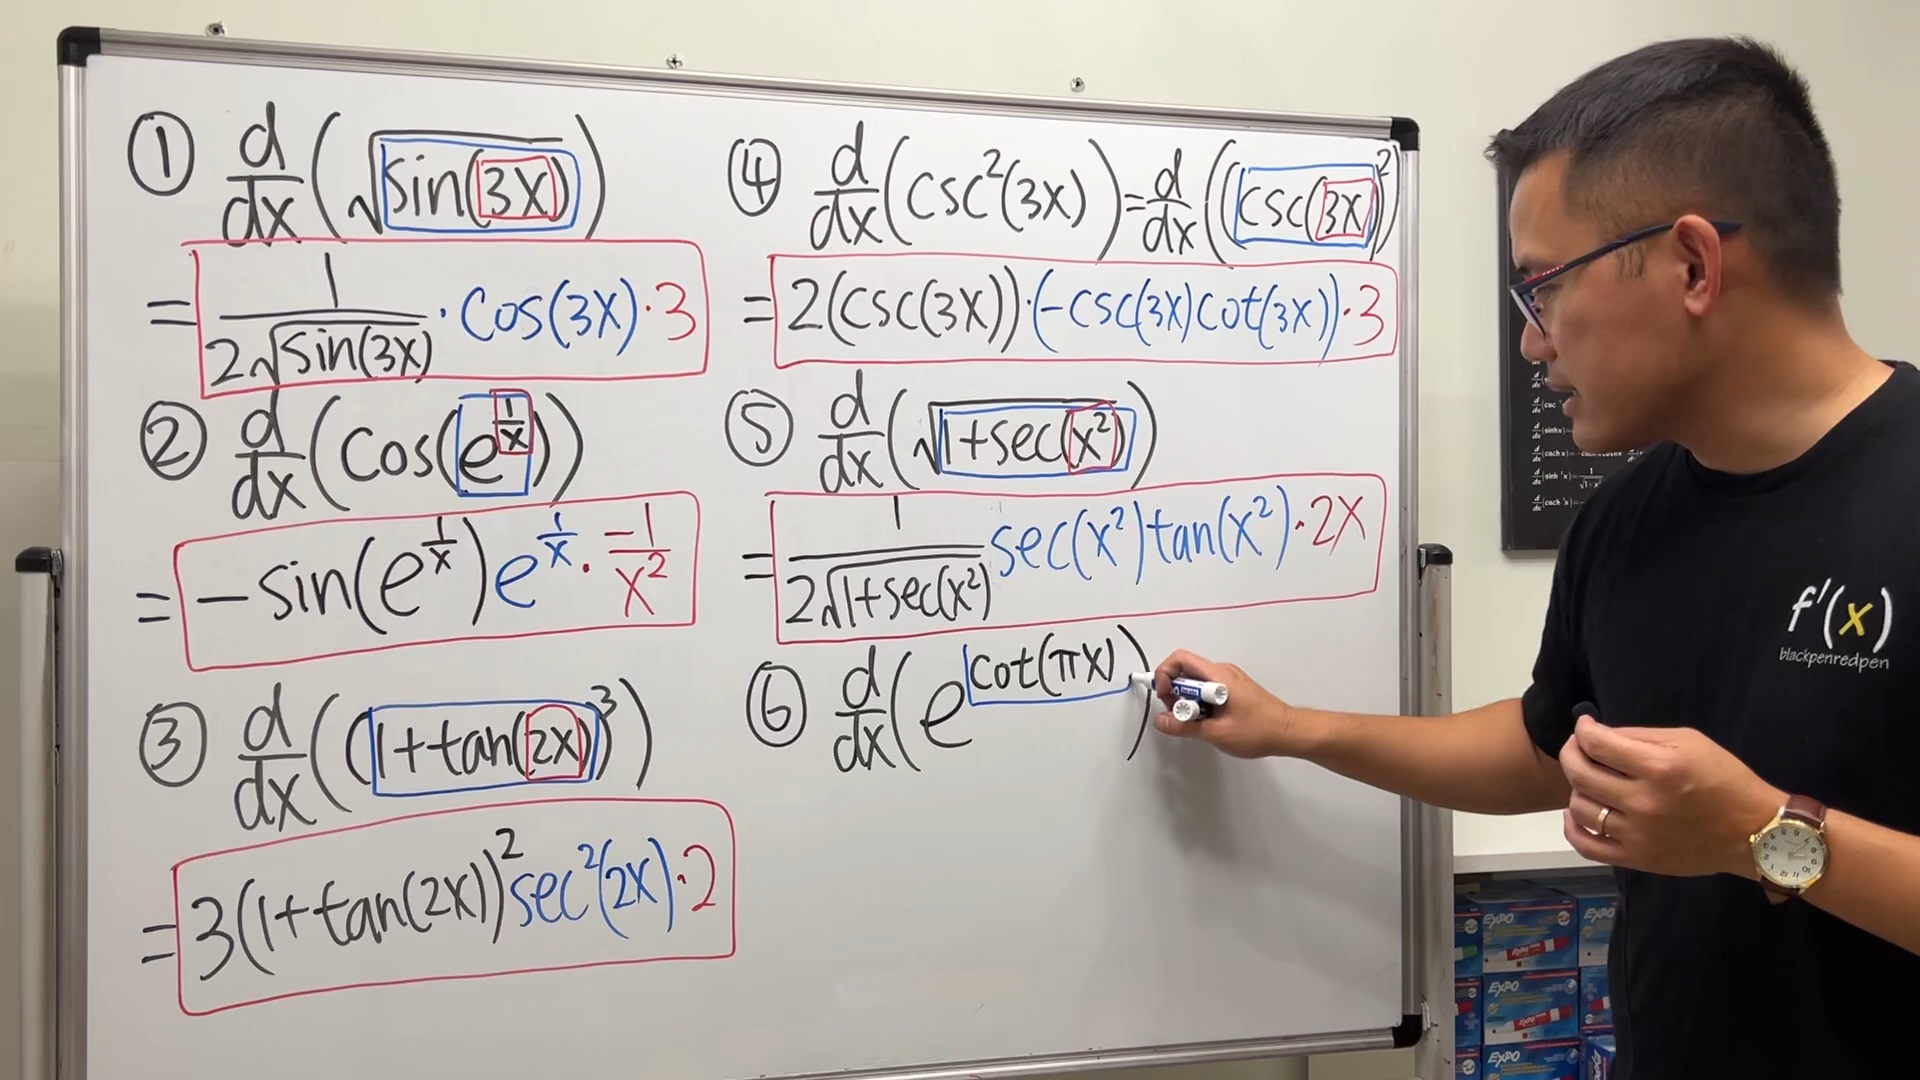 ① d/dx (√sin(3x))
= 1/(2√sin(3x)) · cos(3x) · 3
② d/dx (cos(e^(1/x)))
= -sin(e^(1/x)) e^(1/x) · -1/x²
③ d/dx ((1+tan(2x))³)
= 3(1+tan(2x))² sec²(2x) · 2
④ d/dx (csc²(3x)) = d/dx ((csc(3x))²)
= 2(csc(3x)) · (-csc(3x)cot(3x)) · 3
⑤ d/dx (√1+sec(x²))
= 1/(2√1+sec(x²)) sec(x²)tan(x²) · 2x
⑥ d/dx (e^cot(πx))
f'(x)
blackpenredpen
EXPO
EXPO
EXPO